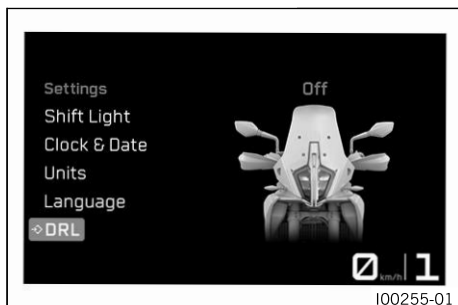 Settings
Off
Shift Light
Clock & Date
Units
Language
DRL
0 km/h 1
I00255-01